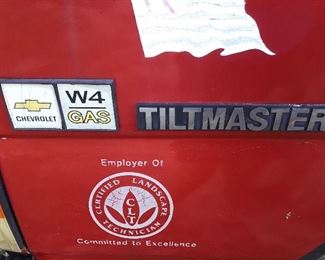 CHEVROLET
W4
GAS
TILTMASTER
Employer Of
CERTIFIED LANDSCAPE
TECHNICIAN
CLT
Committed to Excellence